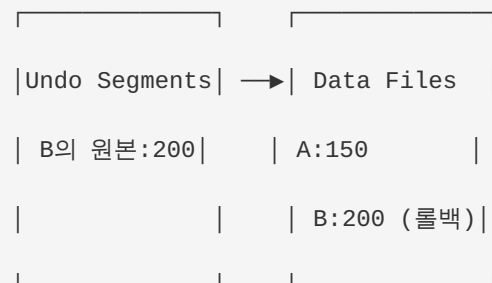 Undo Segments ──▶ Data Files
B의 원본:200 A:150
B:200 (롤백)